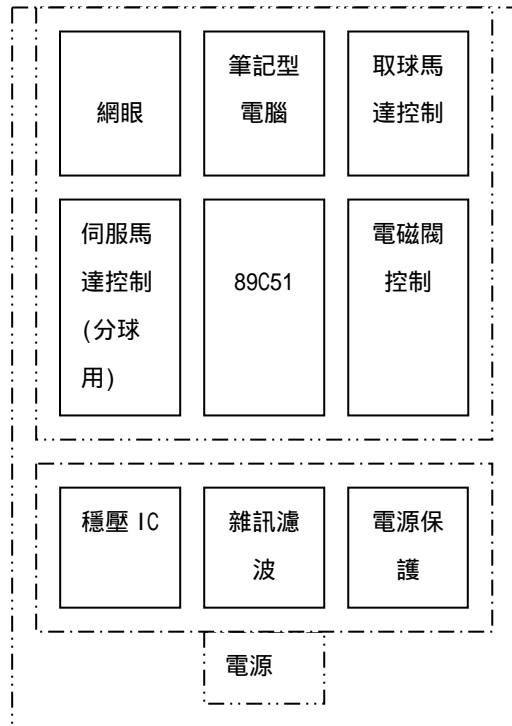 網眼
筆記型
電腦
取球馬
達控制
伺服馬
達控制
(分球
用)
89C51
電磁閥
控制
穩壓 IC
雜訊濾
波
電源保
護
電源